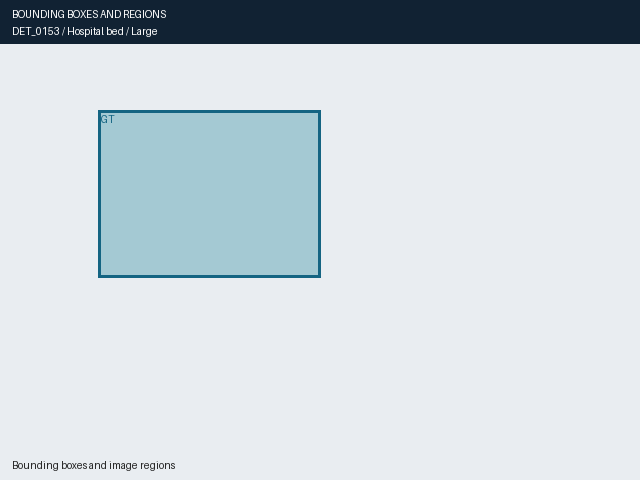 BOUNDING BOXES AND REGIONS
DET_0153 / Hospital bed / Large
GT
Bounding boxes and image regions